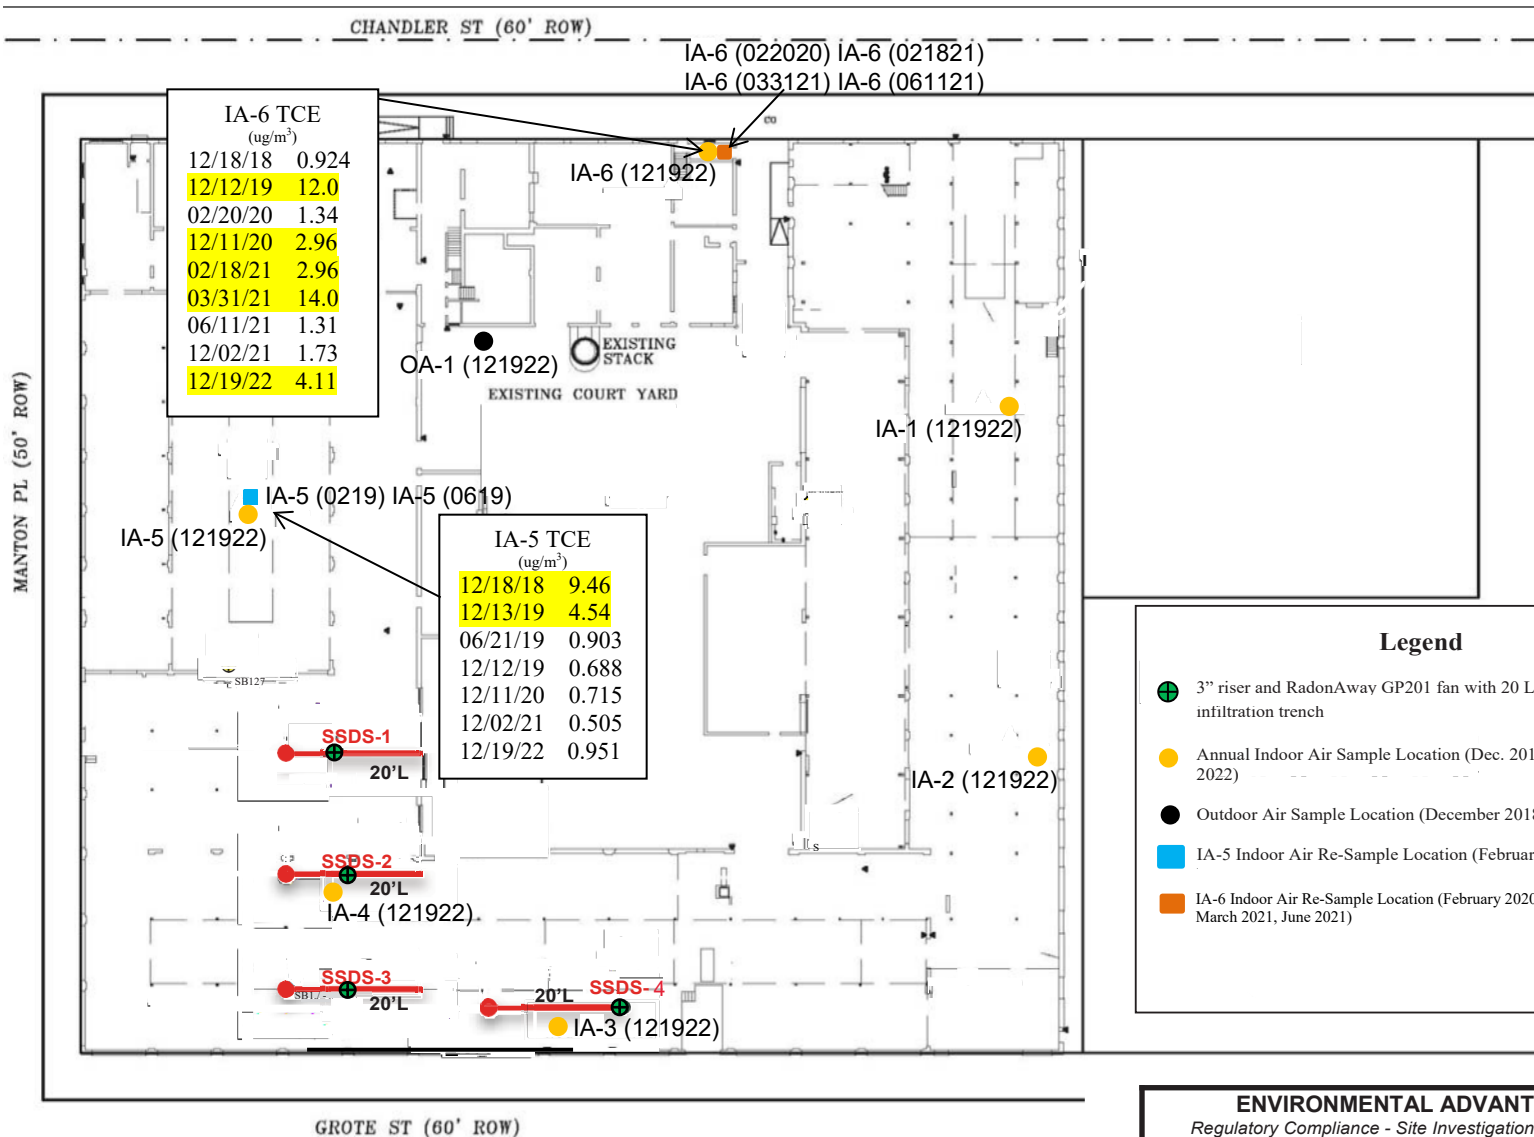 CHANDLER ST (60' ROW)
IA-6 (022020) IA-6 (021821)
IA-6 (033121) IA-6 (061121)
CO
IA-6 TCE
(ug/m³)
12/18/18 0.924
12/12/19 12.0
02/20/20 1.34
12/11/20 2.96
02/18/21 2.96
03/31/21 14.0
06/11/21 1.31
12/02/21 1.73
12/19/22 4.11
IA-6 (121922)
OA-1 (121922)
EXISTING
STACK
EXISTING COURT YARD
IA-1 (121922)
MANTON PL (50' ROW)
IA-5 (0219) IA-5 (0619)
IA-5 (121922)
IA-5 TCE
(ug/m³)
12/18/18 9.46
12/13/19 4.54
06/21/19 0.903
12/12/19 0.688
12/11/20 0.715
12/02/21 0.505
12/19/22 0.951
SB127
SSDS-1
20'L
IA-2 (121922)
S
SSDS-2
20'L
IA-4 (121922)
SSDS-3
20'L
SSDS-4
20'L
IA-3 (121922)
Legend
3” riser and RadonAway GP201 fan with 20 L
infiltration trench
Annual Indoor Air Sample Location (Dec. 201
2022)
Outdoor Air Sample Location (December 2018
IA-5 Indoor Air Re-Sample Location (Februar
IA-6 Indoor Air Re-Sample Location (February 2020
March 2021, June 2021)
GROTE ST (60' ROW)
ENVIRONMENTAL ADVANT
Regulatory Compliance - Site Investigation